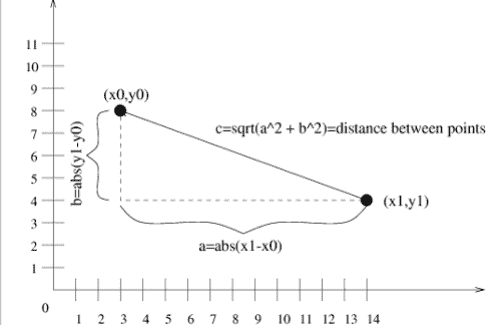 11
10
9
8
7
6
5
4
3
2
1
0
(x0,y0)
c=sqrt(a^2 + b^2)=distance between points
b=abs(y1-y0)
(x1,y1)
a=abs(x1-x0)
1 2 3 4 5 6 7 8 9 10 11 12 13 14